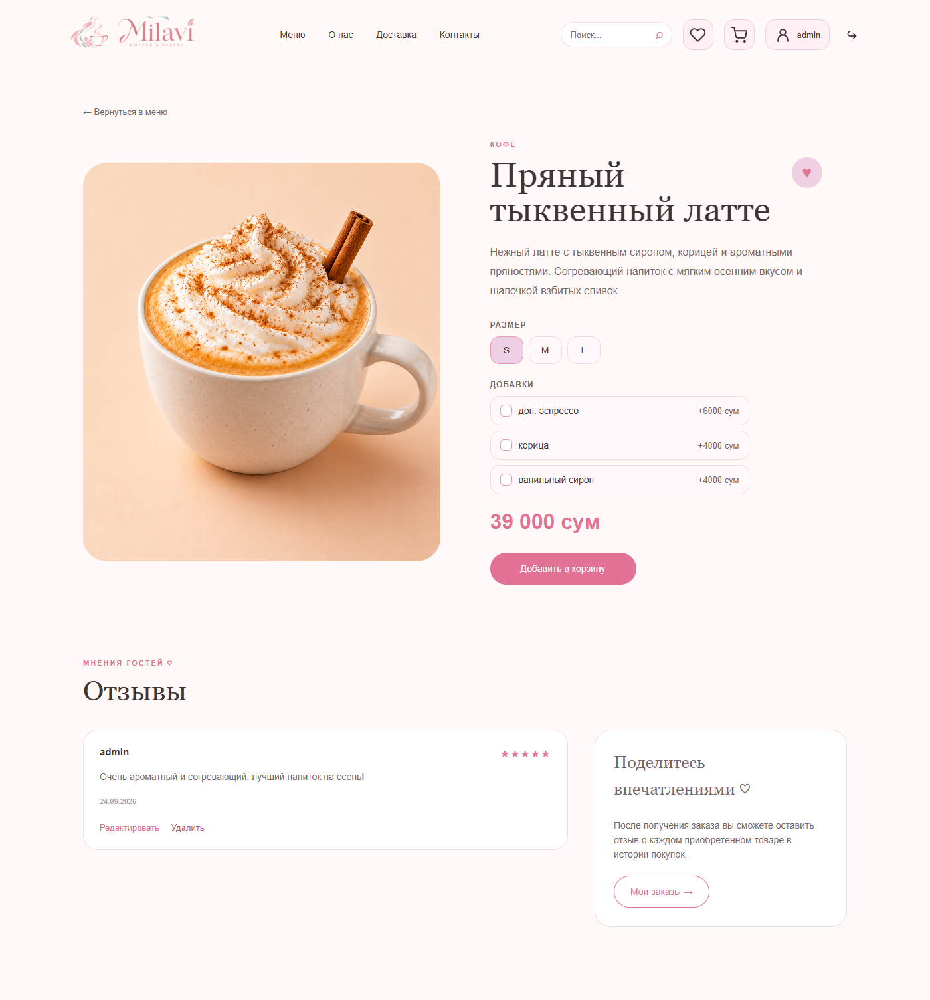 Milavi
COFFEE & BAKERY
Меню
О нас
Доставка
Контакты
Поиск...
admin
← Вернуться в меню
КОФЕ
Пряный
тыквенный латте
Нежный латте с тыквенным сиропом, корицей и ароматными
пряностями. Согревающий напиток с мягким осенним вкусом и
шапочкой взбитых сливок.
РАЗМЕР
S
M
L
ДОБАВКИ
доп. эспрессо
+6000 сум
корица
+4000 сум
ванильный сироп
+4000 сум
39 000 сум
Добавить в корзину
МНЕНИЯ ГОСТЕЙ ♡
Отзывы
admin
★★★★★
Очень ароматный и согревающий, лучший напиток на осень!
24.09.2026
Редактировать
Удалить
Поделитесь
впечатлениями ♡
После получения заказа вы сможете оставить
отзыв о каждом приобретённом товаре в
истории покупок.
Мои заказы →